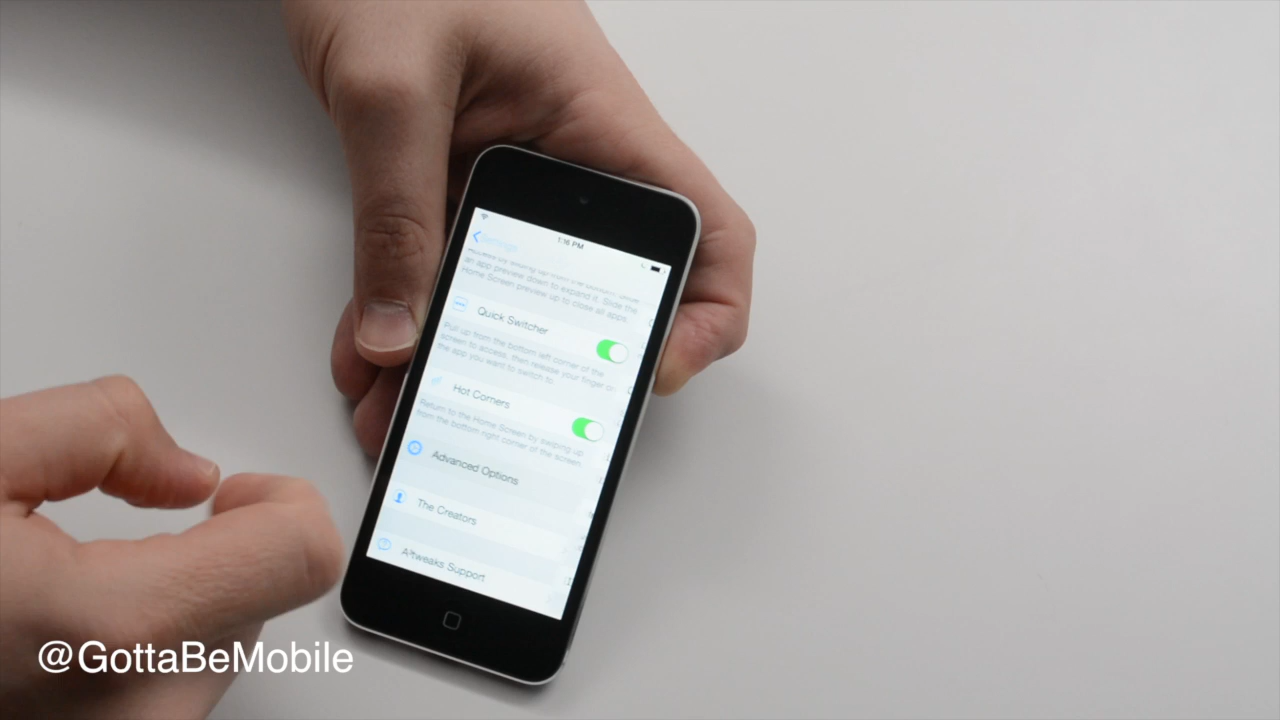 1:16 PM
Settings
an app preview down to expand it. Slide the
Home Screen preview up to close all apps.
Quick Switcher
Pull up from the bottom left corner of the
screen to access, then release your finger on
the app you want to switch to.
Hot Corners
Return to the Home Screen by swiping up
from the bottom right corner of the screen.
Advanced Options
The Creators
A3tweaks Support
@GottaBeMobile